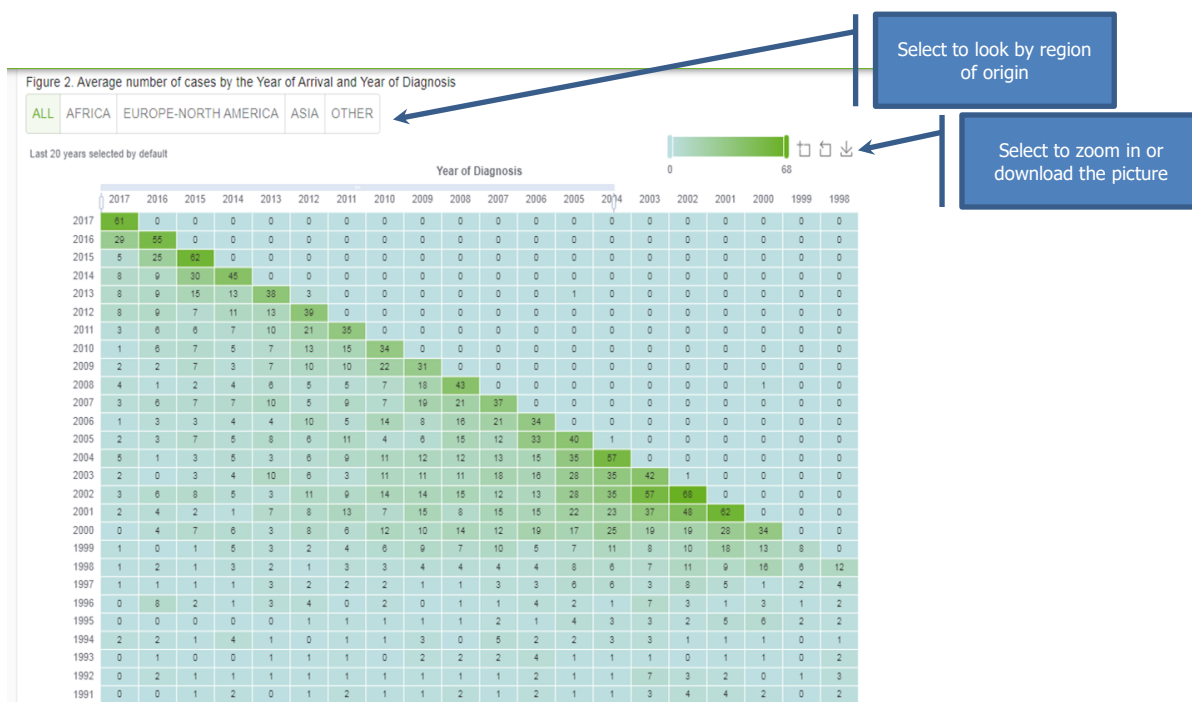 Select to look by region
of origin
Figure 2. Average number of cases by the Year of Arrival and Year of Diagnosis
ALL AFRICA EUROPE-NORTH AMERICA ASIA OTHER
Select to zoom in or
download the picture
Last 20 years selected by default
0 68
Year of Diagnosis
2017 2016 2015 2014 2013 2012 2011 2010 2009 2008 2007 2006 2005 2004 2003 2002 2001 2000 1999 1998
2017 61 0 0 0 0 0 0 0 0 0 0 0 0 0 0 0 0 0 0 0
2016 29 55 0 0 0 0 0 0 0 0 0 0 0 0 0 0 0 0 0 0
2015 5 25 62 0 0 0 0 0 0 0 0 0 0 0 0 0 0 0 0 0
2014 8 9 30 45 0 0 0 0 0 0 0 0 0 0 0 0 0 0 0 0
2013 8 9 15 13 38 3 0 0 0 0 0 0 1 0 0 0 0 0 0 0
2012 8 9 7 11 13 39 0 0 0 0 0 0 0 0 0 0 0 0 0 0
2011 3 6 6 7 10 21 35 0 0 0 0 0 0 0 0 0 0 0 0 0
2010 1 6 7 5 7 13 15 34 0 0 0 0 0 0 0 0 0 0 0 0
2009 2 2 7 3 7 10 10 22 31 0 0 0 0 0 0 0 0 0 0 0
2008 4 1 2 4 6 5 5 7 18 43 0 0 0 0 0 0 0 1 0 0
2007 3 6 7 7 10 5 9 7 19 21 37 0 0 0 0 0 0 0 0 0
2006 1 3 3 4 4 10 5 14 8 16 21 34 0 0 0 0 0 0 0 0
2005 2 3 7 5 8 6 11 4 6 15 12 33 40 1 0 0 0 0 0 0
2004 5 1 3 5 3 6 9 11 12 12 13 15 35 57 0 0 0 0 0 0
2003 2 0 3 4 10 6 3 11 11 11 18 16 28 35 42 1 0 0 0 0
2002 3 6 8 5 3 11 9 14 14 15 12 13 28 35 57 68 0 0 0 0
2001 2 4 2 1 7 8 13 7 15 8 15 15 22 23 37 48 62 0 0 0
2000 0 4 7 6 3 8 6 12 10 14 12 19 17 25 19 19 28 34 0 0
1999 1 0 1 5 3 2 4 6 9 7 10 5 7 11 8 10 18 13 8 0
1998 1 2 1 3 2 1 3 3 4 4 4 4 8 6 7 11 9 16 6 12
1997 1 1 1 1 3 2 2 2 1 1 3 3 6 6 3 8 5 1 2 4
1996 0 8 2 1 3 4 0 2 0 1 1 4 2 1 7 3 1 3 1 2
1995 0 0 0 0 0 1 1 1 1 1 2 1 4 3 3 2 5 6 2 2
1994 2 2 1 4 1 0 1 1 3 0 5 2 2 3 3 1 1 1 0 1
1993 0 1 0 0 1 1 1 0 2 2 2 4 1 1 1 0 1 1 0 2
1992 0 2 1 1 1 1 1 1 1 1 1 2 1 1 7 3 2 0 1 3
1991 0 0 1 2 0 1 2 1 1 2 1 2 1 1 3 4 4 2 0 2